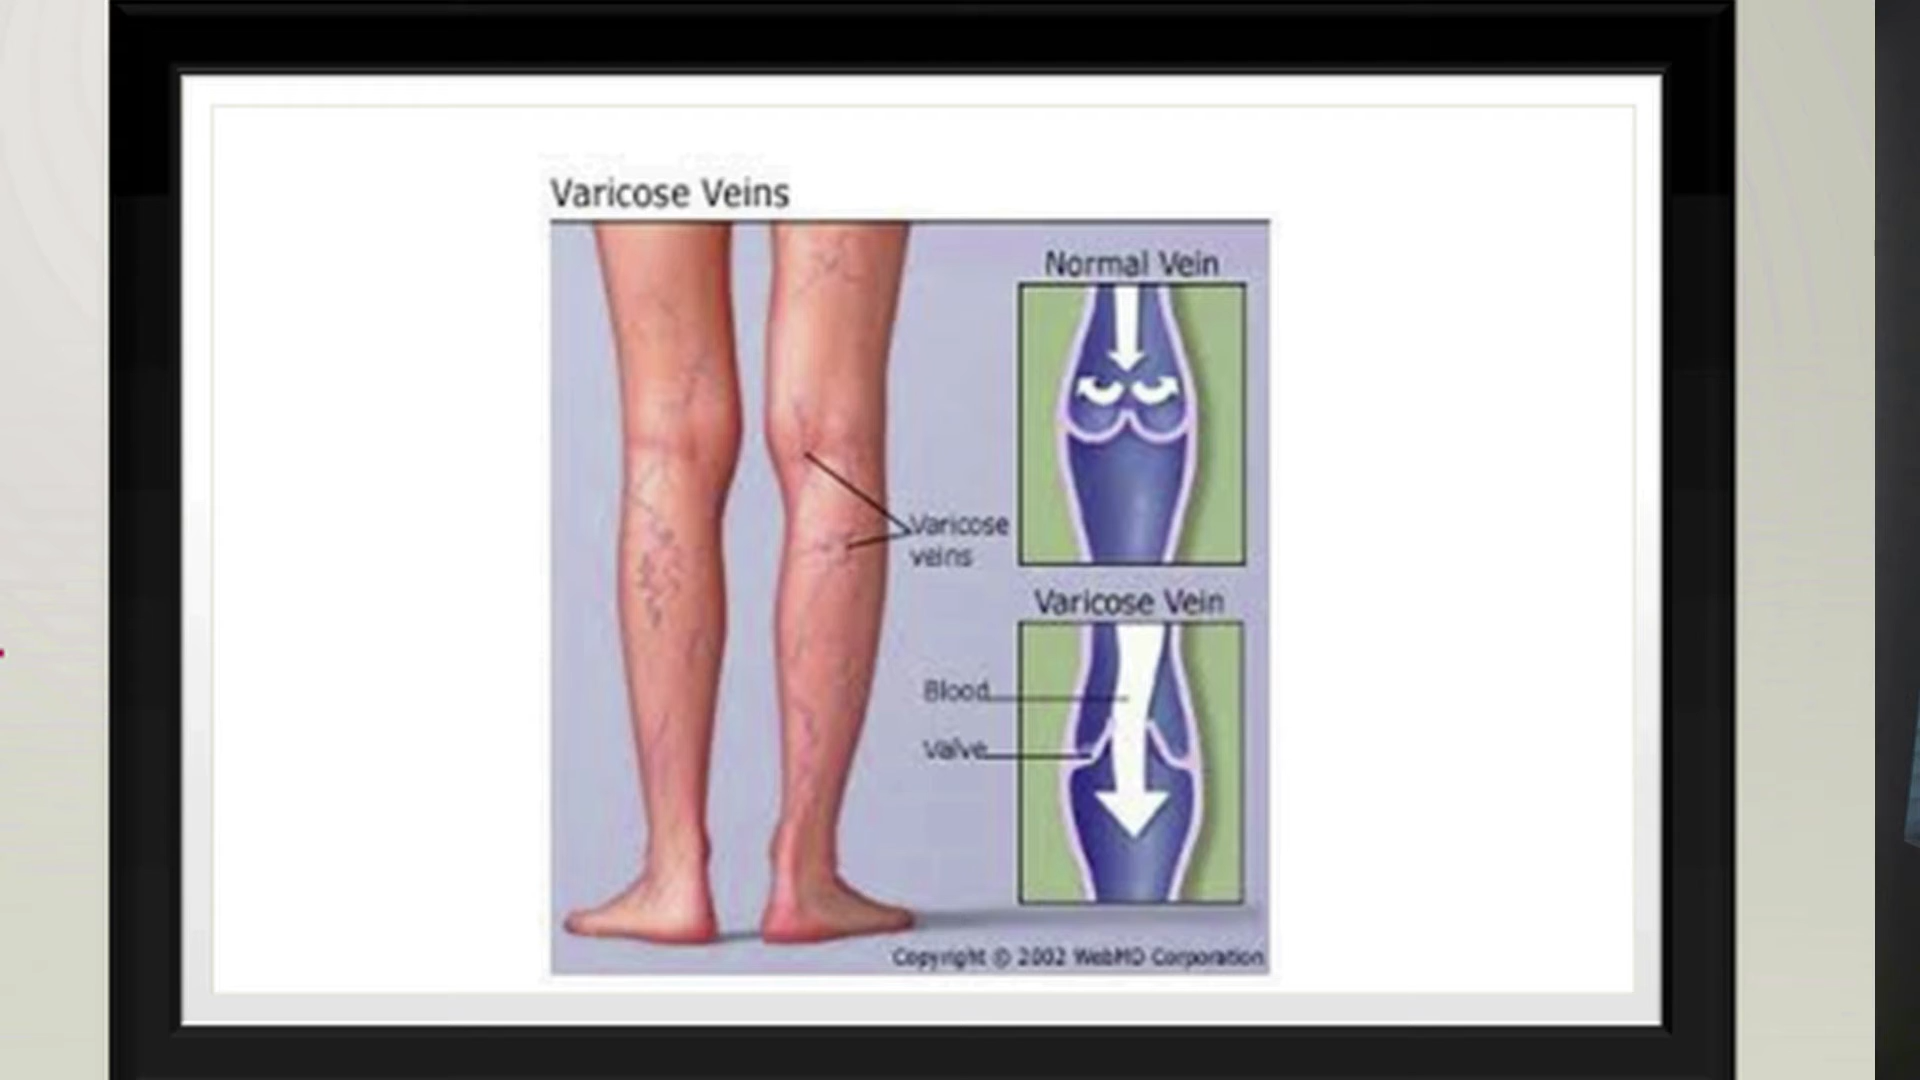 Varicose Veins
Normal Vein
Varicose
veins
Varicose Vein
Blood
Valve
Copyright © 2002 WebMD Corporation